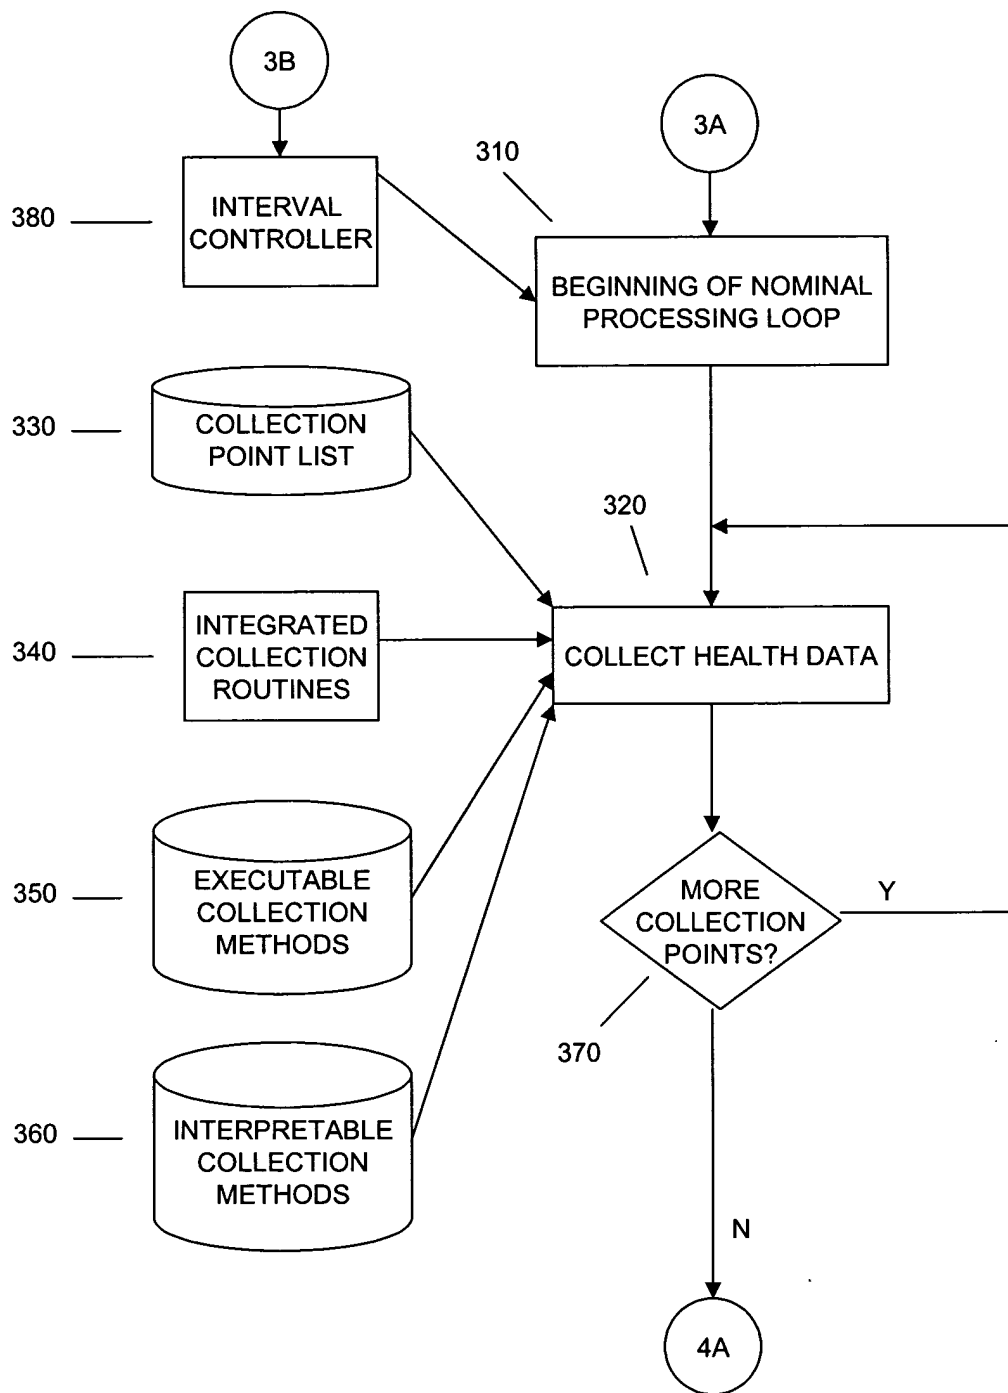 3B
3A
310
380
INTERVAL
CONTROLLER
BEGINNING OF NOMINAL
PROCESSING LOOP
330
COLLECTION
POINT LIST
320
340
INTEGRATED
COLLECTION
ROUTINES
COLLECT HEALTH DATA
350
EXECUTABLE
COLLECTION
METHODS
MORE
COLLECTION
POINTS?
Y
370
360
INTERPRETABLE
COLLECTION
METHODS
N
4A